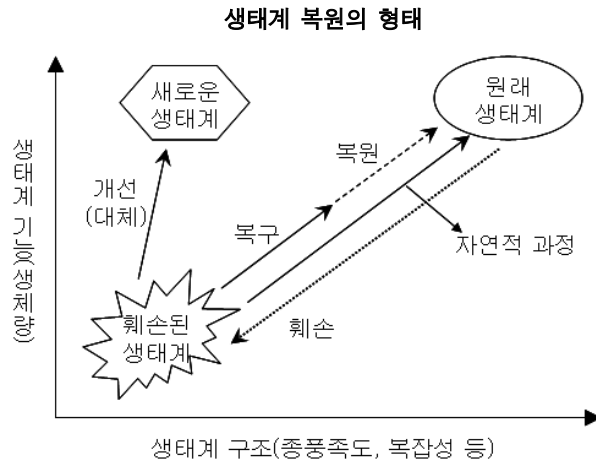 생태계 복원의 형태
새로운
생태계
원래
생태계
복원
개선
(대체)
복구
자연적 과정
훼손된
생태계
훼손
생태계 기능(생체량)
생태계 구조(종풍족도, 복잡성 등)